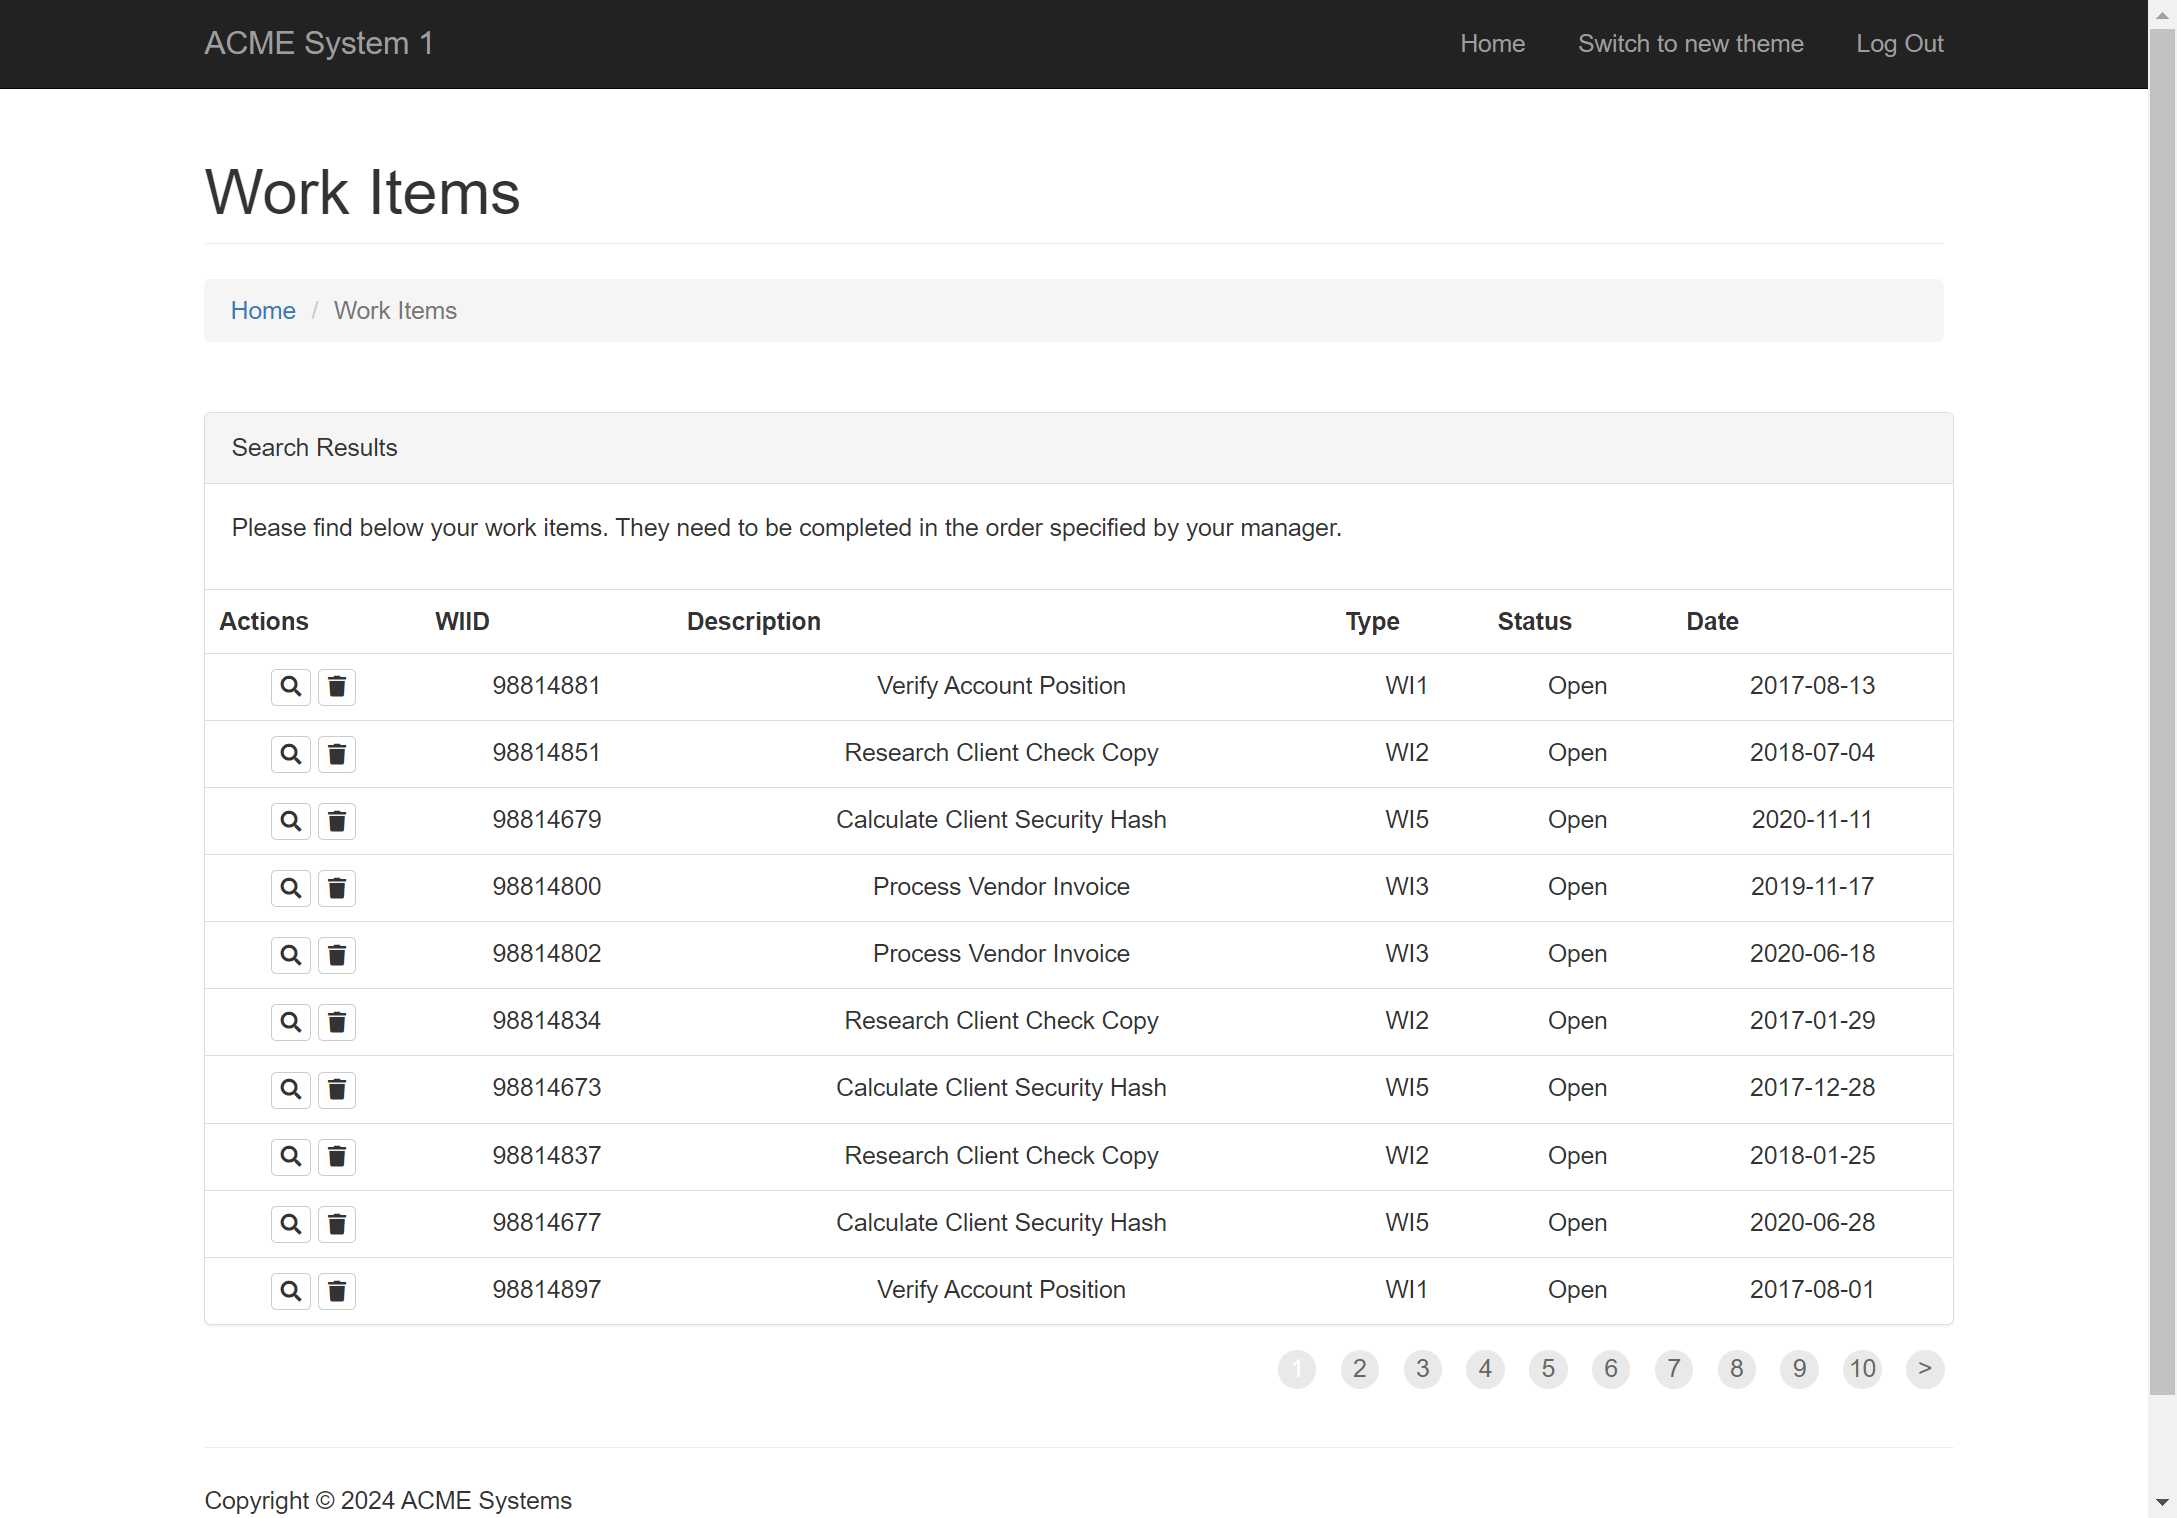 ACME System 1 Home Switch to new theme Log Out
Work Items
Home / Work Items
Search Results
Please find below your work items. They need to be completed in the order specified by your manager.
Actions WIID Description Type Status Date
98814881 Verify Account Position WI1 Open 2017-08-13
98814851 Research Client Check Copy WI2 Open 2018-07-04
98814679 Calculate Client Security Hash WI5 Open 2020-11-11
98814800 Process Vendor Invoice WI3 Open 2019-11-17
98814802 Process Vendor Invoice WI3 Open 2020-06-18
98814834 Research Client Check Copy WI2 Open 2017-01-29
98814673 Calculate Client Security Hash WI5 Open 2017-12-28
98814837 Research Client Check Copy WI2 Open 2018-01-25
98814677 Calculate Client Security Hash WI5 Open 2020-06-28
98814897 Verify Account Position WI1 Open 2017-08-01
1 2 3 4 5 6 7 8 9 10 >
Copyright © 2024 ACME Systems